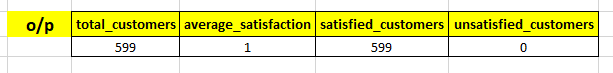 o/p total_customers average_satisfaction satisfied_customers unsatisfied_customers
599 1 599 0